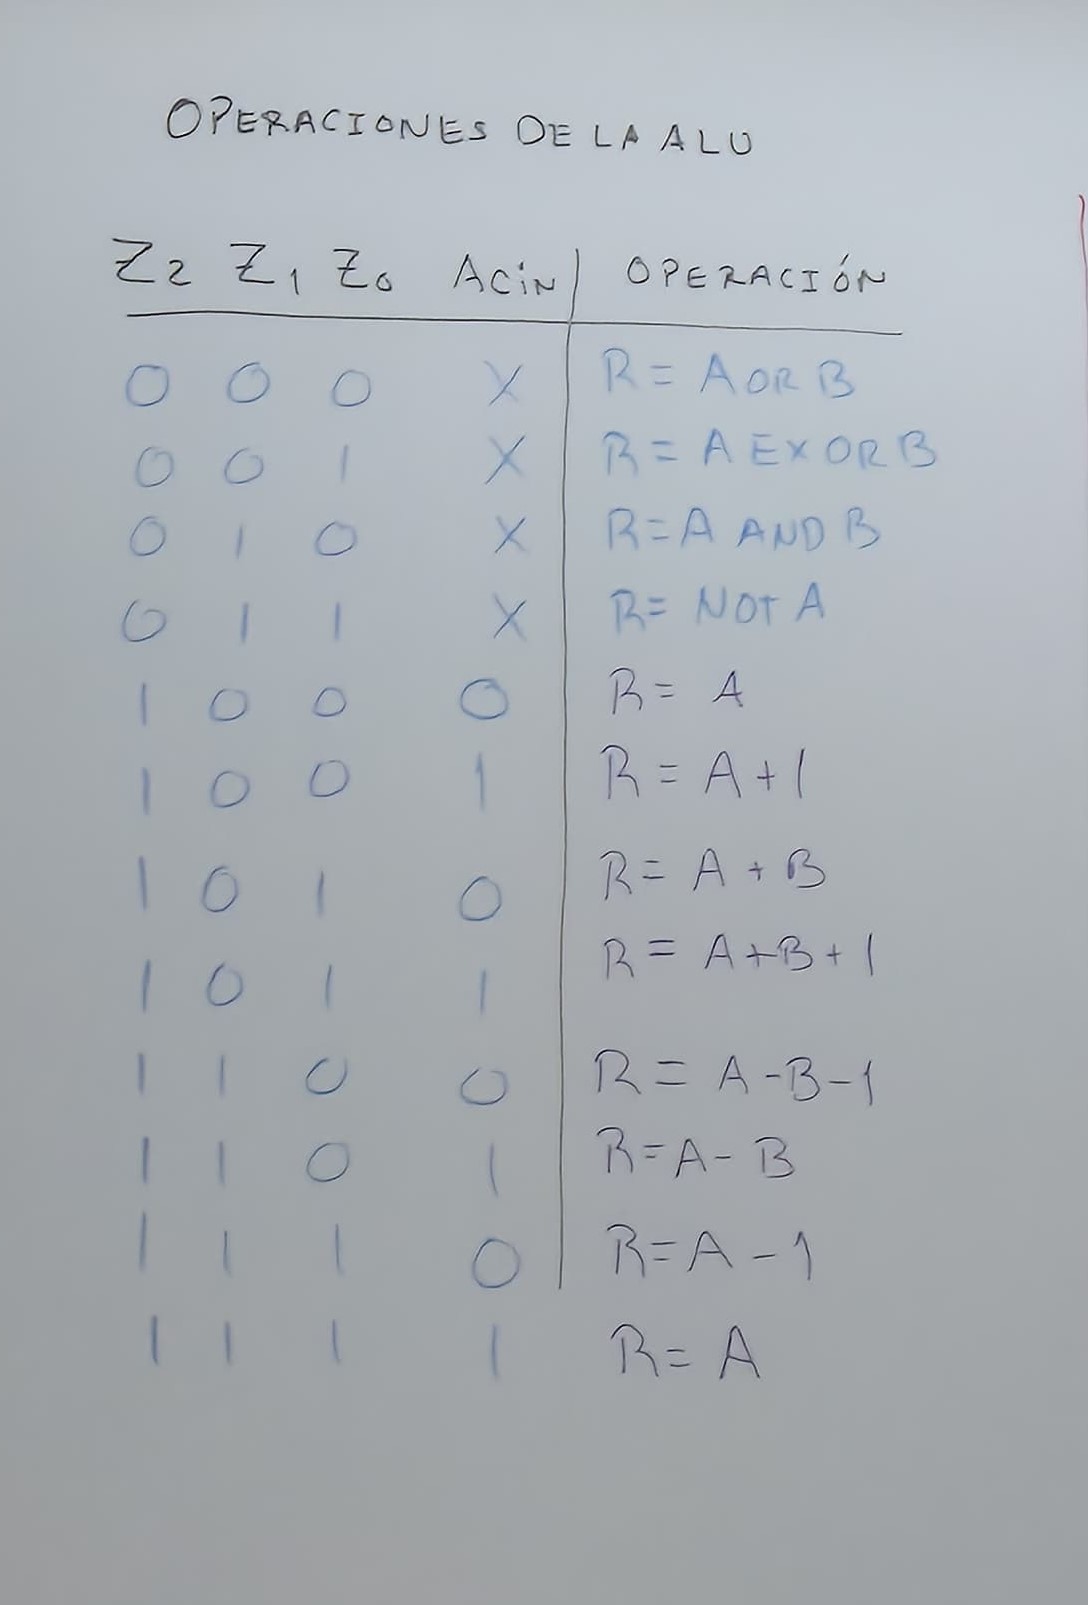 OPERACIONES DE LA ALU
Z2 Z1 Z0 ACiN OPERACIÓN
0 0 0 X R = A OR B
0 0 1 X R = A EXOR B
0 1 0 X R = A AND B
0 1 1 X R = NOT A
1 0 0 0 R = A
1 0 0 1 R = A + 1
1 0 1 0 R = A + B
1 0 1 1 R = A + B + 1
1 1 0 0 R = A - B - 1
1 1 0 1 R = A - B
1 1 1 0 R = A - 1
1 1 1 1 R = A